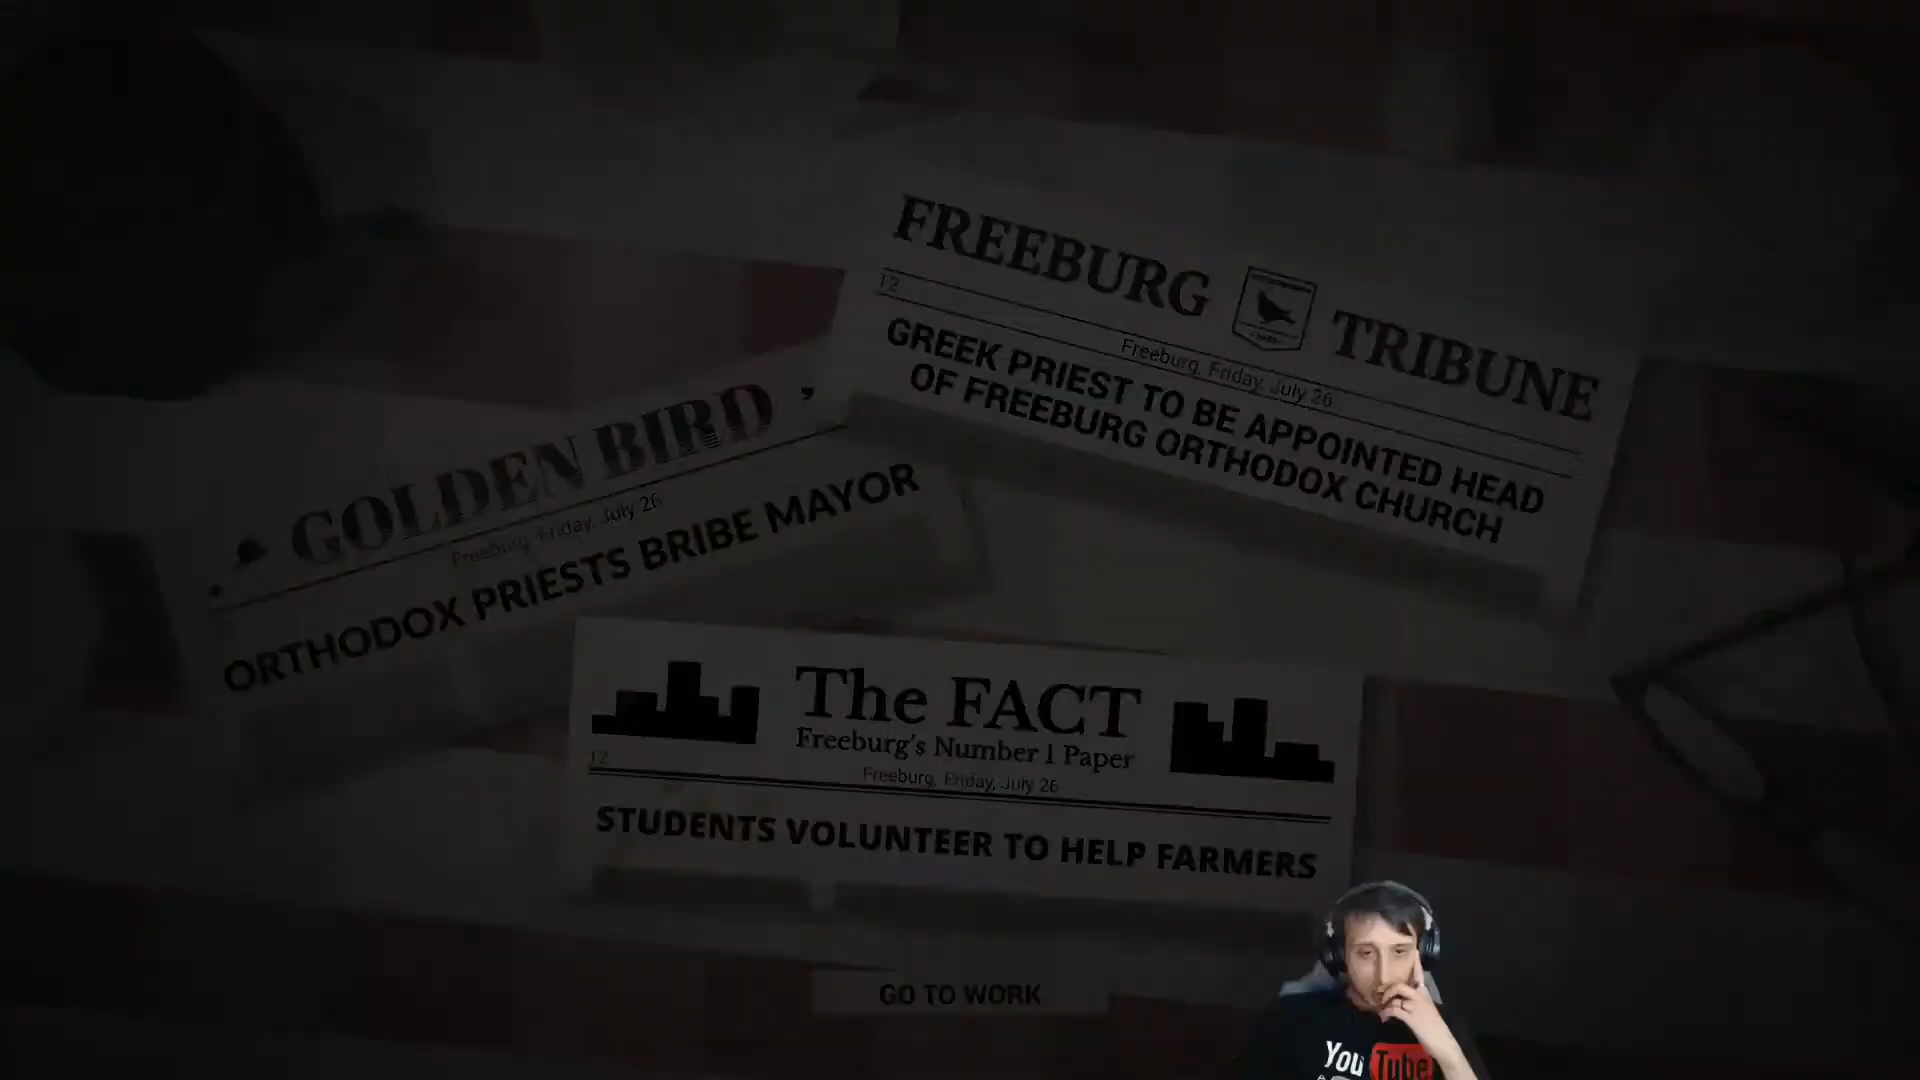 FREEBURG TRIBUNE
12
Freeburg, Friday, July 26
GREEK PRIEST TO BE APPOINTED HEAD
OF FREEBURG ORTHODOX CHURCH
GOLDEN BIRD
Freeburg, Friday, July 26
ORTHODOX PRIESTS BRIBE MAYOR
The FACT
Freeburg's Number 1 Paper
12
Freeburg, Friday, July 26
STUDENTS VOLUNTEER TO HELP FARMERS
GO TO WORK
You Tube